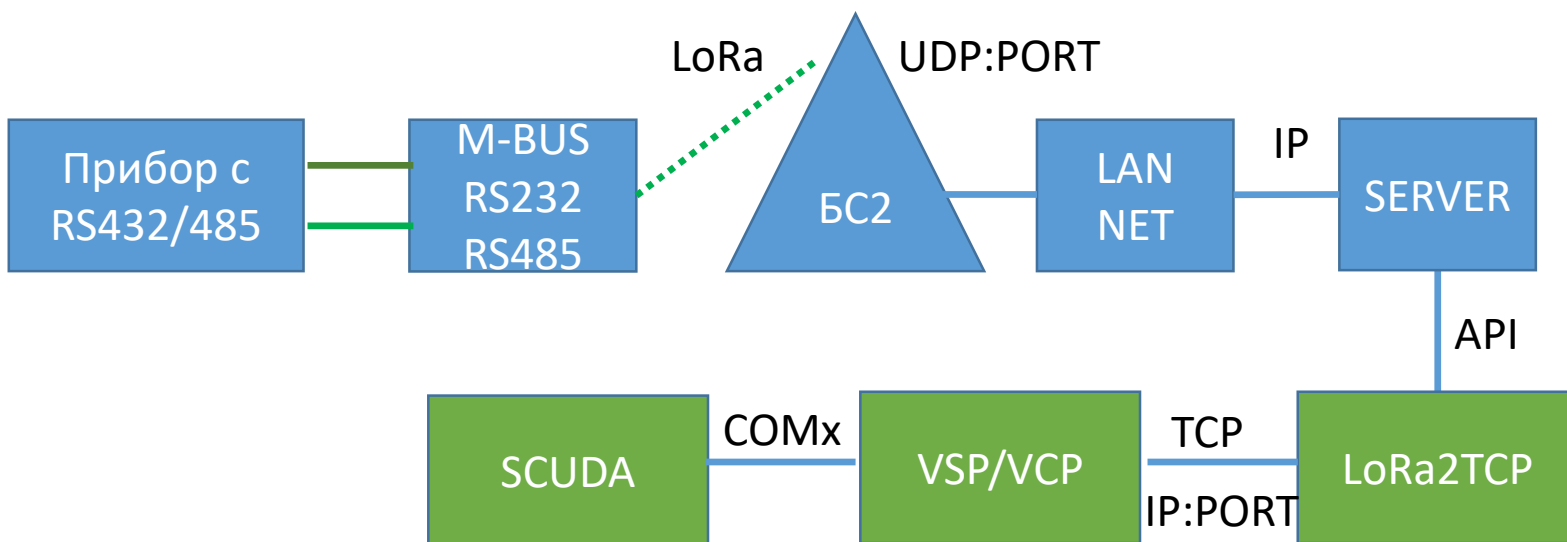 LoRa
UDP:PORT
Прибор с
RS432/485
M-BUS
RS232
RS485
БС2
LAN
NET
IP
SERVER
API
SCUDA
COMx
VSP/VCP
TCP
IP:PORT
LoRa2TCP